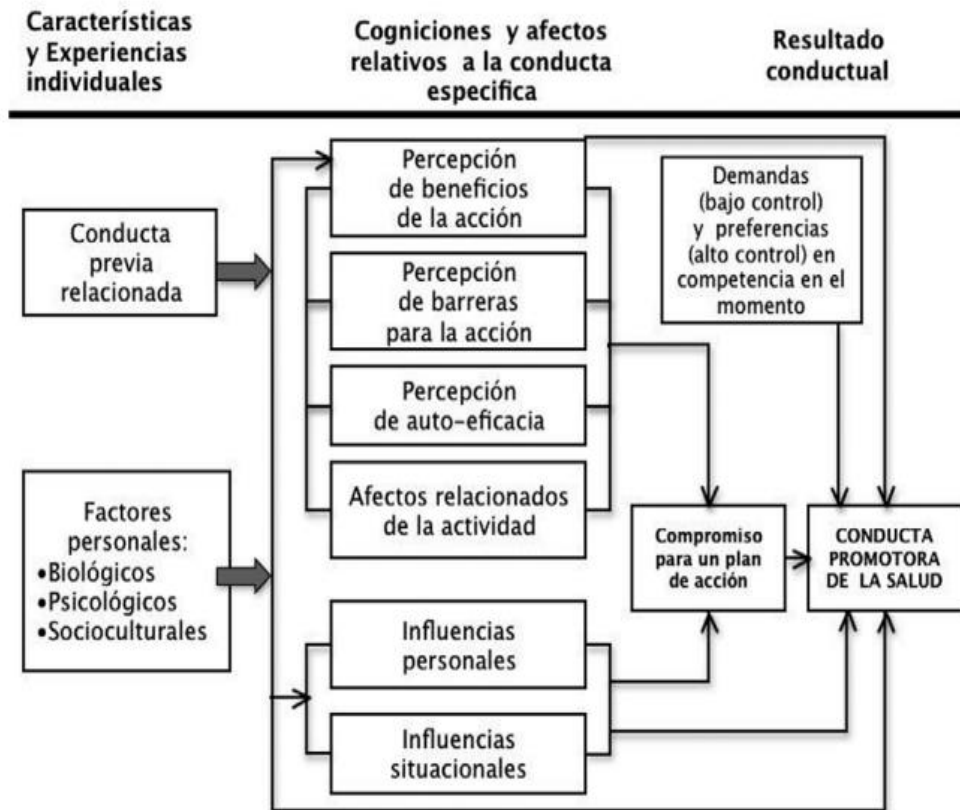 Características
y Experiencias
individuales
Cogniciones y afectos
relativos a la conducta
especifica
Resultado
conductual
Conducta
previa
relacionada
Factores
personales:
•Biológicos
•Psicológicos
•Socioculturales
Percepción
de beneficios
de la acción
Percepción
de barreras
para la acción
Percepción
de auto-eficacia
Afectos relacionados
de la actividad
Influencias
personales
Influencias
situacionales
Demandas
(bajo control)
y preferencias
(alto control) en
competencia en el
momento
Compromiso
para un plan
de acción
CONDUCTA
PROMOTORA
DE LA SALUD